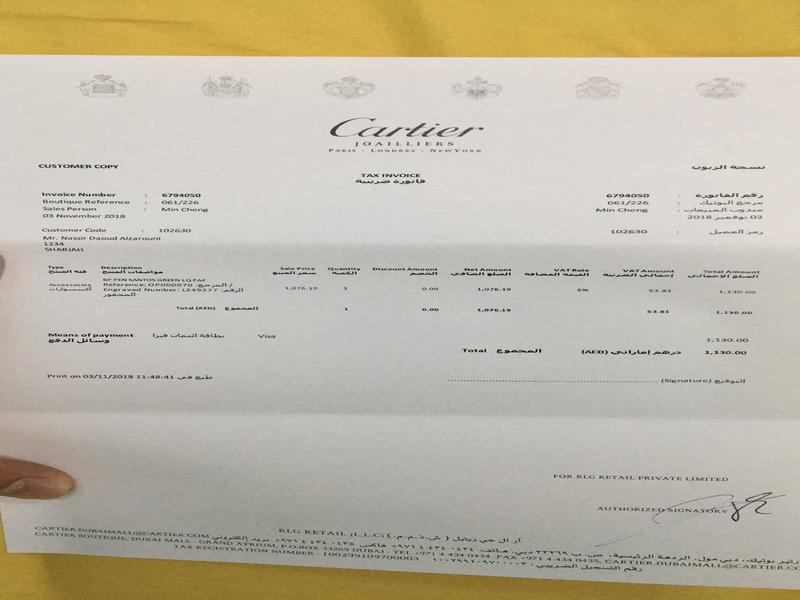 Cartier
JOAILLIERS
PARIS - LONDRES - NEWYORK
CUSTOMER COPY نسخة الزبون
TAX INVOICE
فاتورة ضريبية
Invoice Number : 6794050 6794050 : رقم الفاتورة
Boutique Reference : 061/226 061/226 : مرجع البوتيك
Sales Person : Min Cheng Min Cheng : مندوب المبيعات
03 November 2018 03 نوفمبر 2018
Customer Code : 102630 102630 : رمز العميل
Mr. Nassir Daoud Alzarouni
1234
SHARJAH
Type Description Sale Price Quantity Discount Amount Net Amount VAT Rate VAT Amount Total Amount
فئة المنتج مواصفات المنتج سعر المبيع الكمية الخصم المبلغ الصافي القيمة المضافة إجمالي الضريبة المبلغ الإجمالي
Accessories أكسسوارات
BP PEN SANTOS GREEN LQ PAF
Reference: OP000070 المرجع: /
Engraved Number: L349277 الرقم المحفور
1,076.19 1 0.00 1,076.19 5% 53.81 1,130.00
Total (AED) المجموع 1 0.00 1,076.19 53.81 1,130.00
Means of payment بطاقة ائتمان فيزا Visa 1,130.00
وسائل الدفع
Total المجموع (AED) درهم إماراتي 1,130.00
Print on 03/11/2018 11:48:41 طبع في
(Signature) التوقيع
FOR RLG RETAIL PRIVATE LIMITED
AUTHORIZED SIGNATORY
RLG RETAIL (L.L.C) (.ش.ذ.م.م) آر ال جي ريتيل
CARTIER BOUTIQUE, DUBAI MALL - GRAND ATRIUM, P.O.BOX 33269 DUBAI - TEL +971 4 434 0434 FAX +971 4 434 0435, CARTIER.DUBAIMALL@CARTIER.COM
CARTIER.DUBAIMALL@CARTIER.COM بريد إلكتروني
TAX REGISTRATION NUMBER : 100299109700003 رقم التسجيل الضريبي : ١٠٠٢٩٩١٠٩٧٠٠٠٠٣